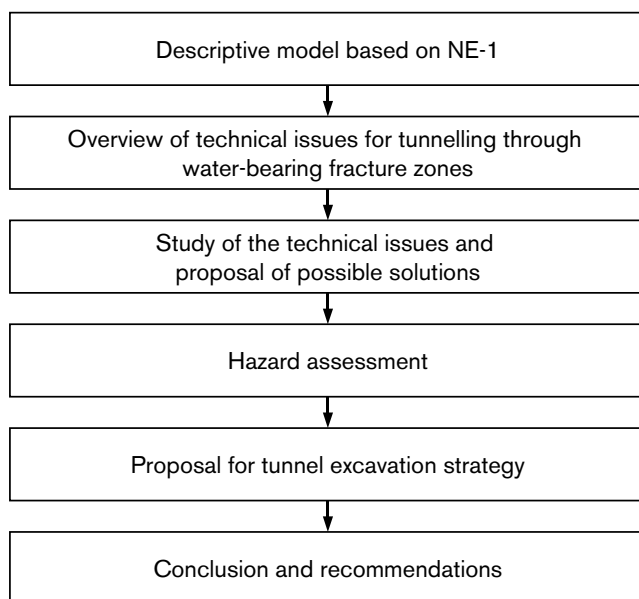 Descriptive model based on NE-1
Overview of technical issues for tunnelling through
water-bearing fracture zones
Study of the technical issues and
proposal of possible solutions
Hazard assessment
Proposal for tunnel excavation strategy
Conclusion and recommendations